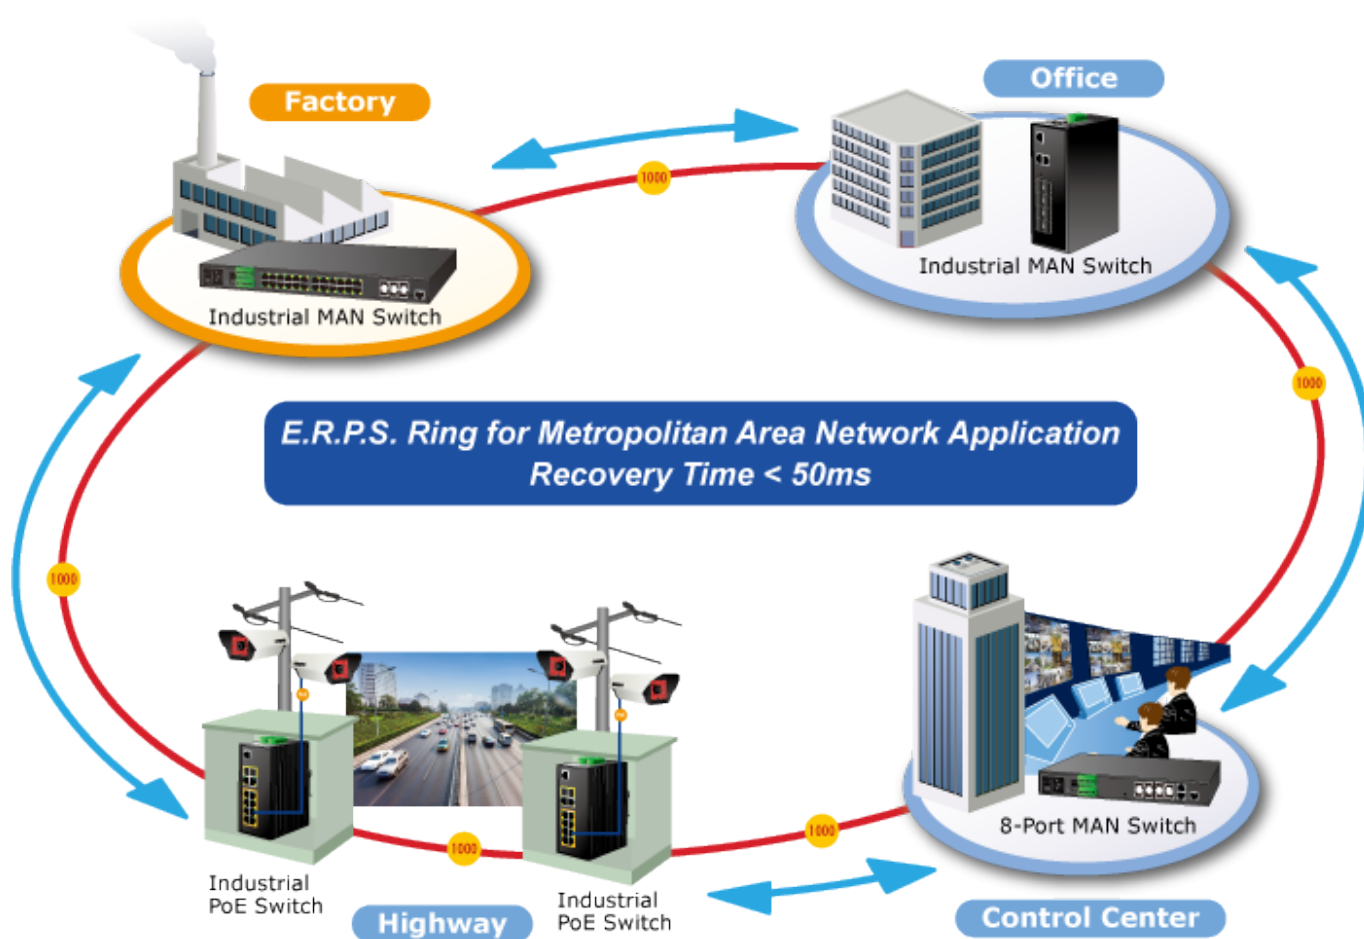 Factory
Office
1000
Industrial MAN Switch
Industrial MAN Switch
1000
E.R.P.S. Ring for Metropolitan Area Network Application
Recovery Time < 50ms
1000
1000
1000
8-Port MAN Switch
Industrial
PoE Switch
Highway
Industrial
PoE Switch
Control Center